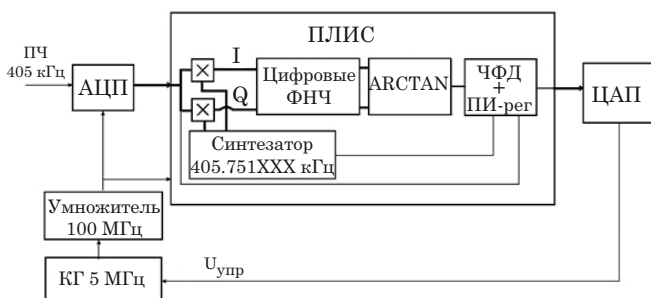 ПЛИС
ПЧ
405 кГц
АЦП
I
Q
Цифровые
ФНЧ
ARCTAN
ЧФД
+
ПИ-рег
ЦАП
Синтезатор
405.751XXX кГц
Умножитель
100 МГц
КГ 5 МГц
Uупр